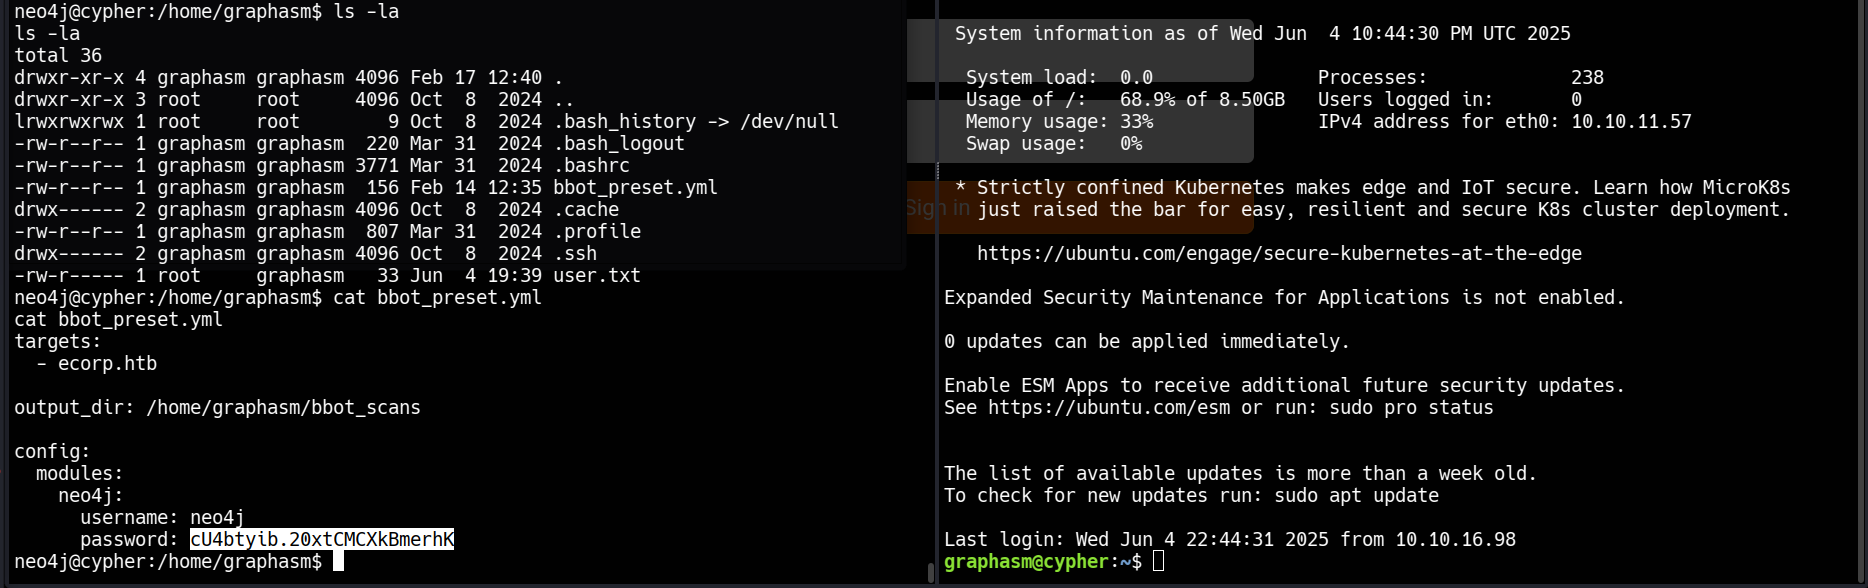 neo4j@cypher:/home/graphasm$ ls -la
ls -la
total 36
drwxr-xr-x 4 graphasm graphasm 4096 Feb 17 12:40 .
drwxr-xr-x 3 root     root     4096 Oct  8  2024 ..
lrwxrwxrwx 1 root     root        9 Oct  8  2024 .bash_history -> /dev/null
-rw-r--r-- 1 graphasm graphasm  220 Mar 31  2024 .bash_logout
-rw-r--r-- 1 graphasm graphasm 3771 Mar 31  2024 .bashrc
-rw-r--r-- 1 graphasm graphasm  156 Feb 14 12:35 bbot_preset.yml
drwx------ 2 graphasm graphasm 4096 Oct  8  2024 .cache
-rw-r--r-- 1 graphasm graphasm  807 Mar 31  2024 .profile
drwx------ 2 graphasm graphasm 4096 Oct  8  2024 .ssh
-rw-r----- 1 root     graphasm   33 Jun  4 19:39 user.txt
neo4j@cypher:/home/graphasm$ cat bbot_preset.yml
cat bbot_preset.yml
targets:
  - ecorp.htb
output_dir: /home/graphasm/bbot_scans
config:
  modules:
    neo4j:
      username: neo4j
      password: cU4btyib.20xtCMCXkBmerhK
neo4j@cypher:/home/graphasm$
System information as of Wed Jun  4 10:44:30 PM UTC 2025
System load:  0.0               Processes:             238
Usage of /:   68.9% of 8.50GB   Users logged in:       0
Memory usage: 33%               IPv4 address for eth0: 10.10.11.57
Swap usage:   0%
* Strictly confined Kubernetes makes edge and IoT secure. Learn how MicroK8s
just raised the bar for easy, resilient and secure K8s cluster deployment.
Sign in
https://ubuntu.com/engage/secure-kubernetes-at-the-edge
Expanded Security Maintenance for Applications is not enabled.
0 updates can be applied immediately.
Enable ESM Apps to receive additional future security updates.
See https://ubuntu.com/esm or run: sudo pro status
The list of available updates is more than a week old.
To check for new updates run: sudo apt update
Last login: Wed Jun 4 22:44:31 2025 from 10.10.16.98
graphasm@cypher:~$